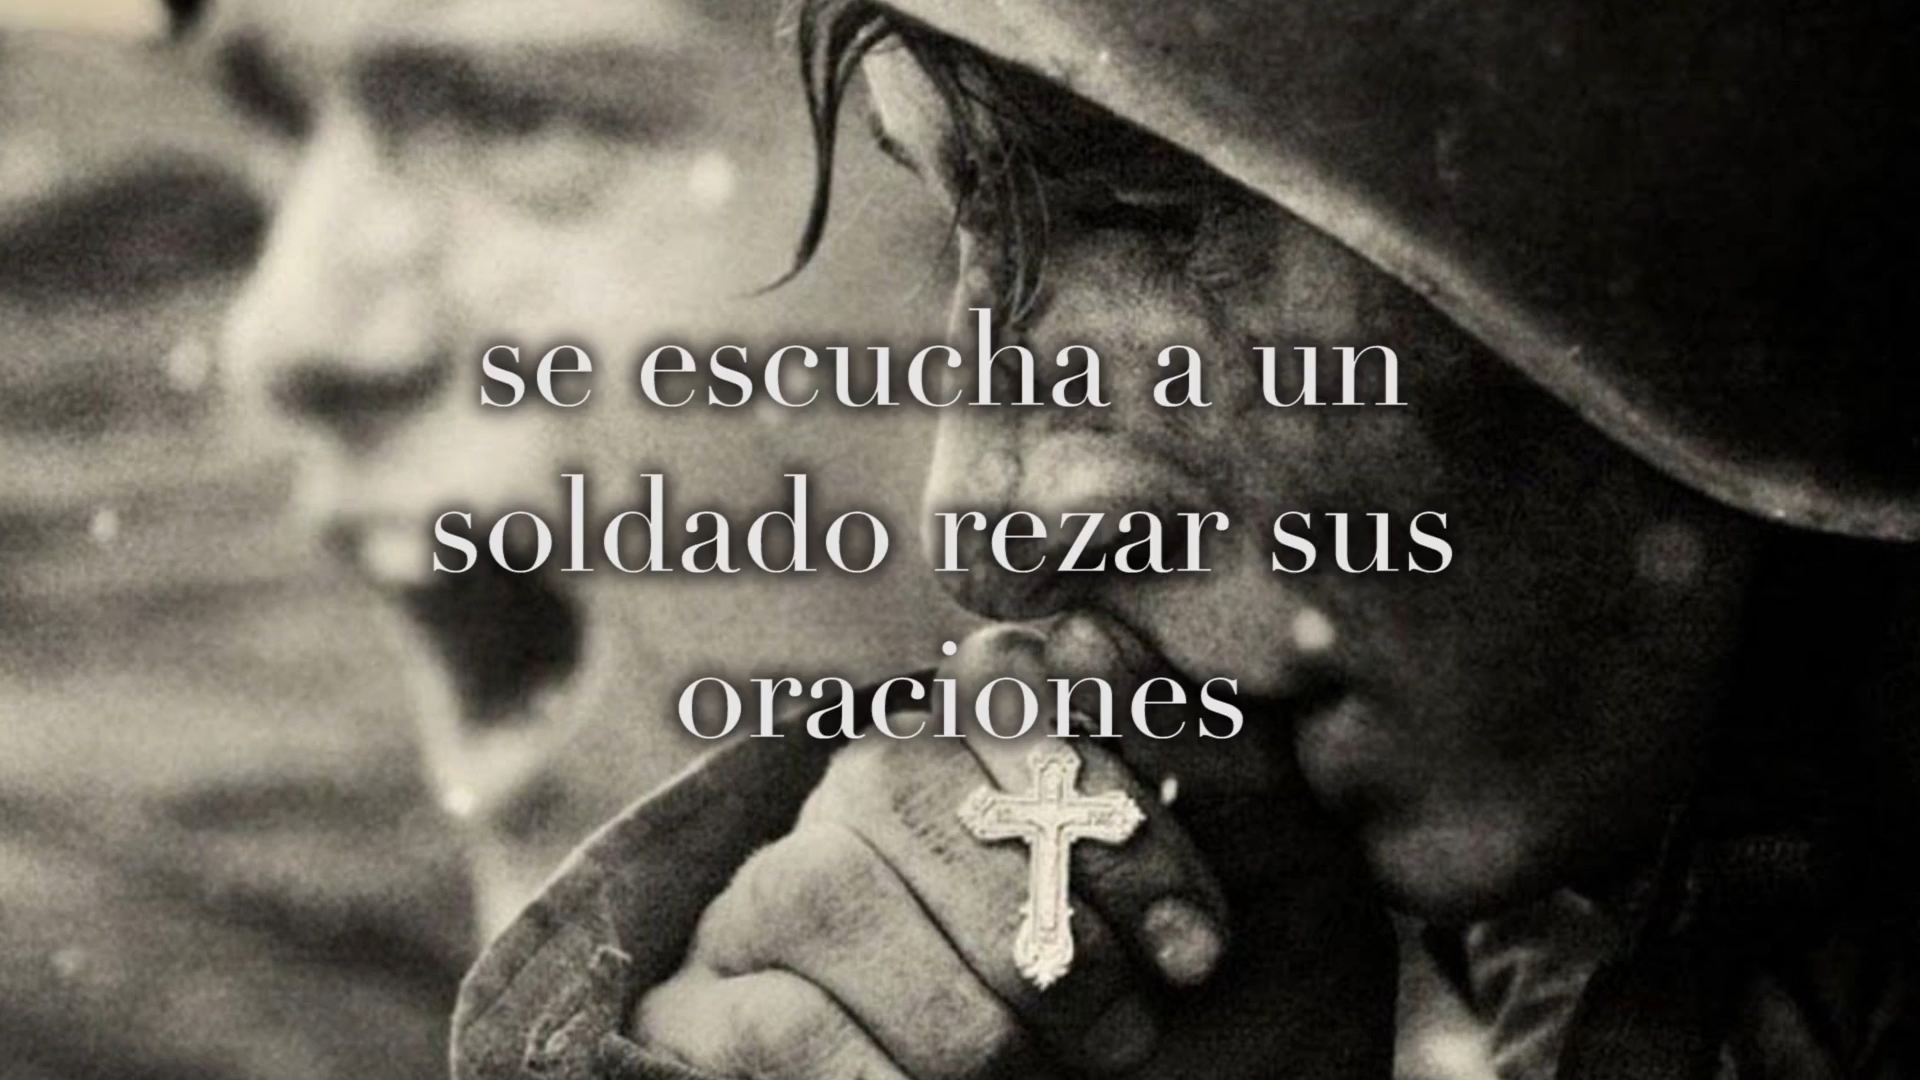 se escucha a un
soldado rezar sus
oraciones